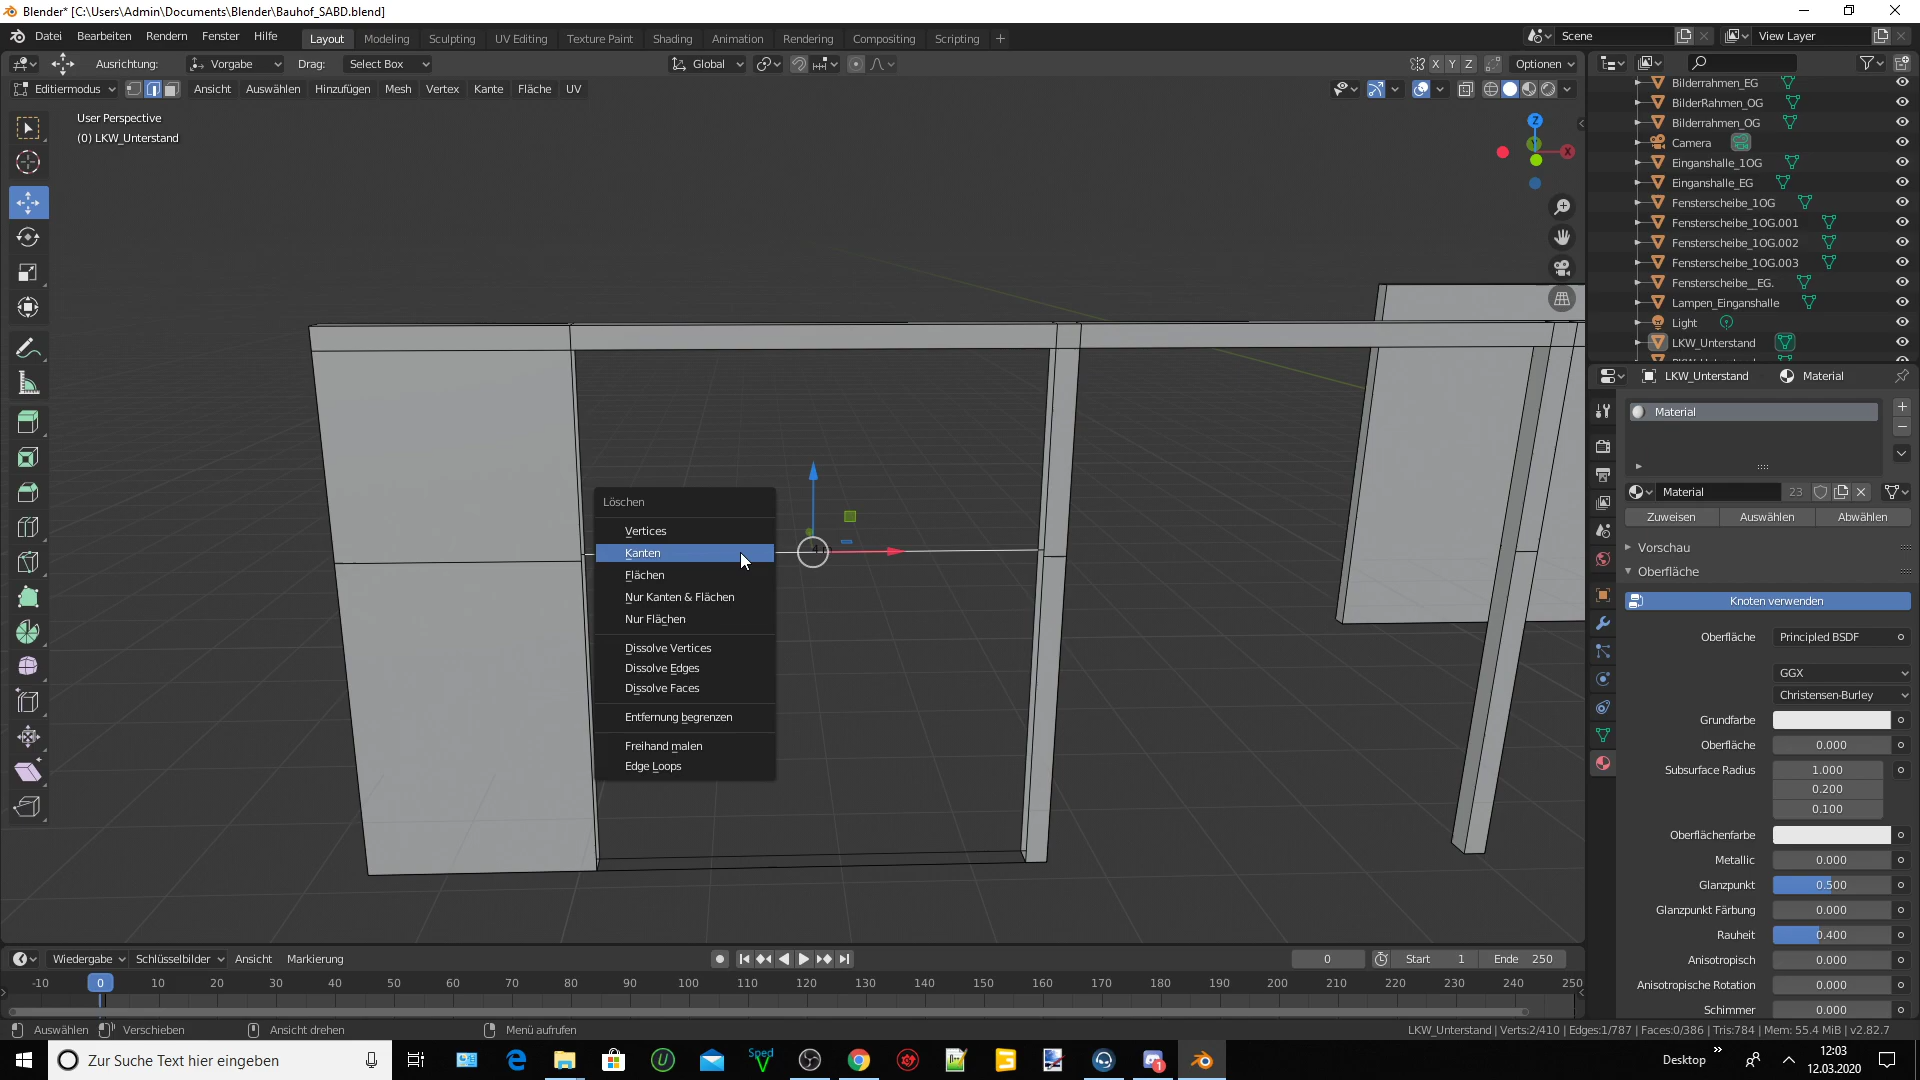 Blender* [C:\Users\Admin\Documents\Blender\Bauhof_SABD.blend]
Datei Bearbeiten Rendern Fenster Hilfe Layout Modeling Sculpting UV Editing Texture Paint Shading Animation Rendering Compositing Scripting + Scene View Layer
Ausrichtung: Vorgabe Drag: Select Box Global X Y Z Optionen
Editiermodus Ansicht Auswählen Hinzufügen Mesh Vertex Kante Fläche UV
User Perspective
(0) LKW_Unterstand
Z
X
Löschen
Vertices
Kanten
Flächen
Nur Kanten & Flächen
Nur Flächen
Dissolve Vertices
Dissolve Edges
Dissolve Faces
Entfernung begrenzen
Freihand malen
Edge Loops
Bilderrahmen_EG
BilderRahmen_OG
Bilderrahmen_OG
Camera
Einganshalle_1OG
Einganshalle_EG
Fensterscheibe_1OG
Fensterscheibe_1OG.001
Fensterscheibe_1OG.002
Fensterscheibe_1OG.003
Fensterscheibe__EG.
Lampen_Einganshalle
Light
LKW_Unterstand
LKW_Unterstand Material
Material
Material 23
Zuweisen Auswählen Abwählen
Vorschau
Oberfläche
Knoten verwenden
Oberfläche Principled BSDF
GGX
Christensen-Burley
Grundfarbe
Oberfläche 0.000
Subsurface Radius 1.000
0.200
0.100
Oberflächenfarbe
Metallic 0.000
Glanzpunkt 0.500
Glanzpunkt Färbung 0.000
Rauheit 0.400
Anisotropisch 0.000
Anisotropische Rotation 0.000
Schimmer 0.000
Wiedergabe Schlüsselbilder Ansicht Markierung 0 Start 1 Ende 250
-10 0 10 20 30 40 50 60 70 80 90 100 110 120 130 140 150 160 170 180 190 200 210 220 230 240 250
Auswählen Verschieben Ansicht drehen Menü aufrufen LKW_Unterstand | Verts:2/410 | Edges:1/787 | Faces:0/386 | Tris:784 | Mem: 55.4 MiB | v2.82.7
Zur Suche Text hier eingeben Sped V Desktop » 12:03
12.03.2020